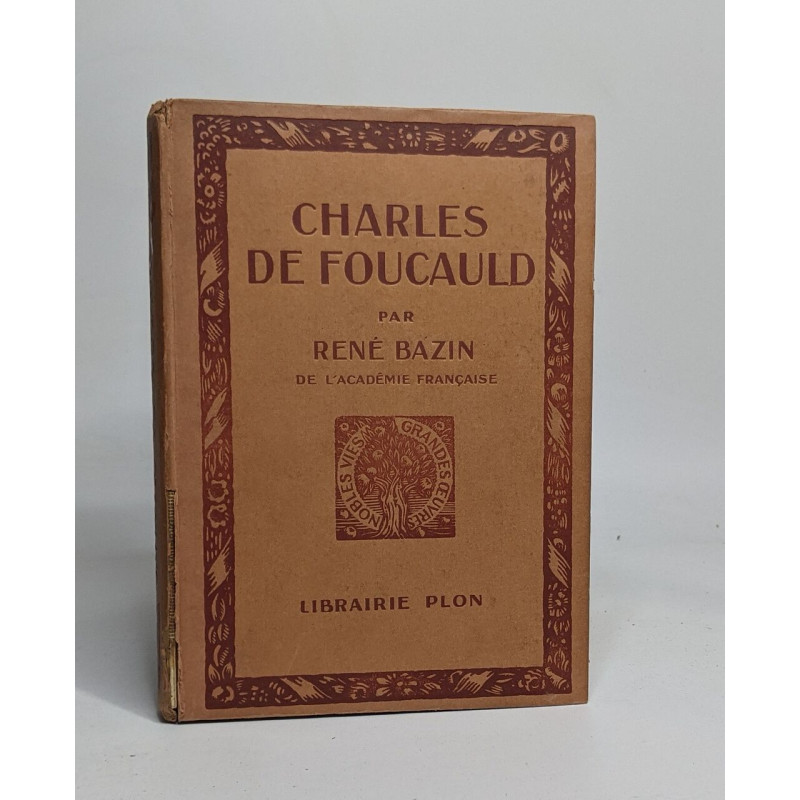 CHARLES
DE FOUCAULD
PAR
RENÉ BAZIN
DE L'ACADÉMIE FRANÇAISE
NOBLES VIES
GRANDES ŒUVRES
LIBRAIRIE PLON